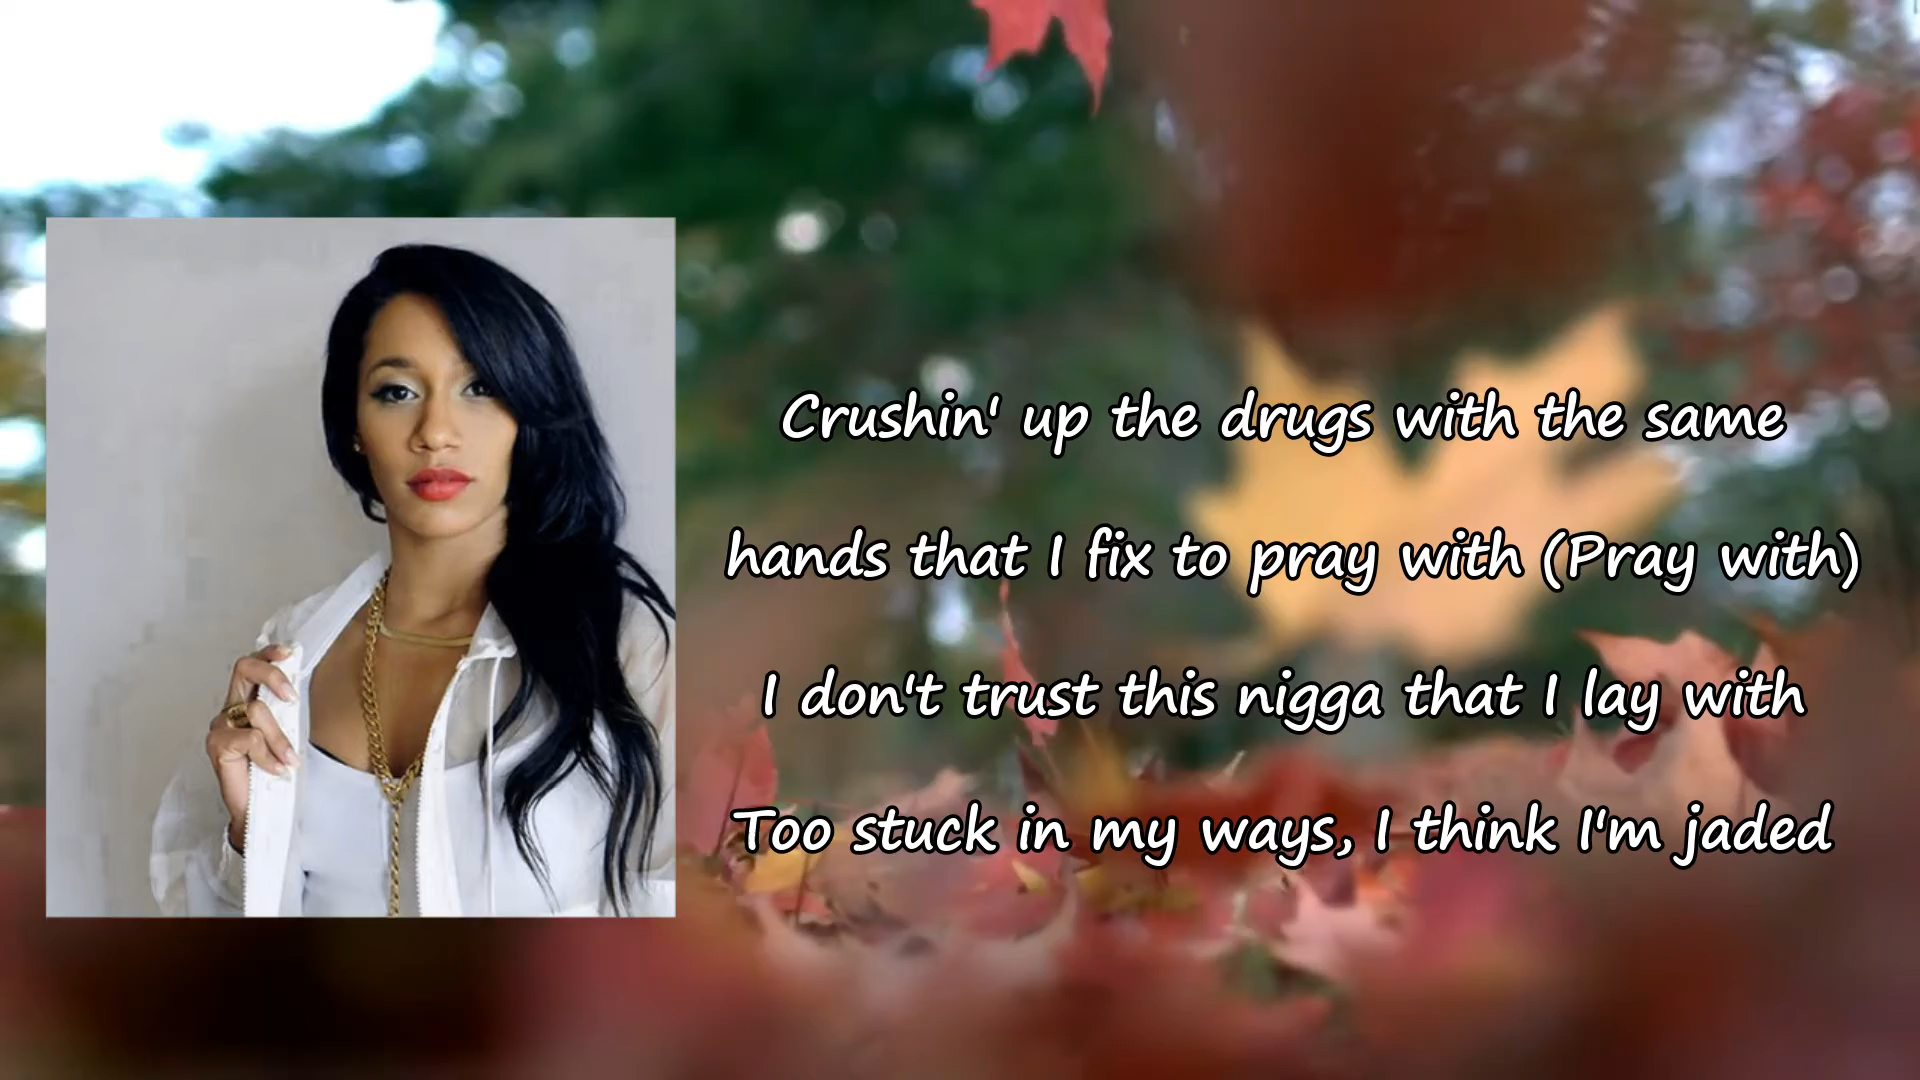 Crushin' up the drugs with the same
hands that I fix to pray with (Pray with)
I don't trust this nigga that I lay with
Too stuck in my ways, I think I'm jaded